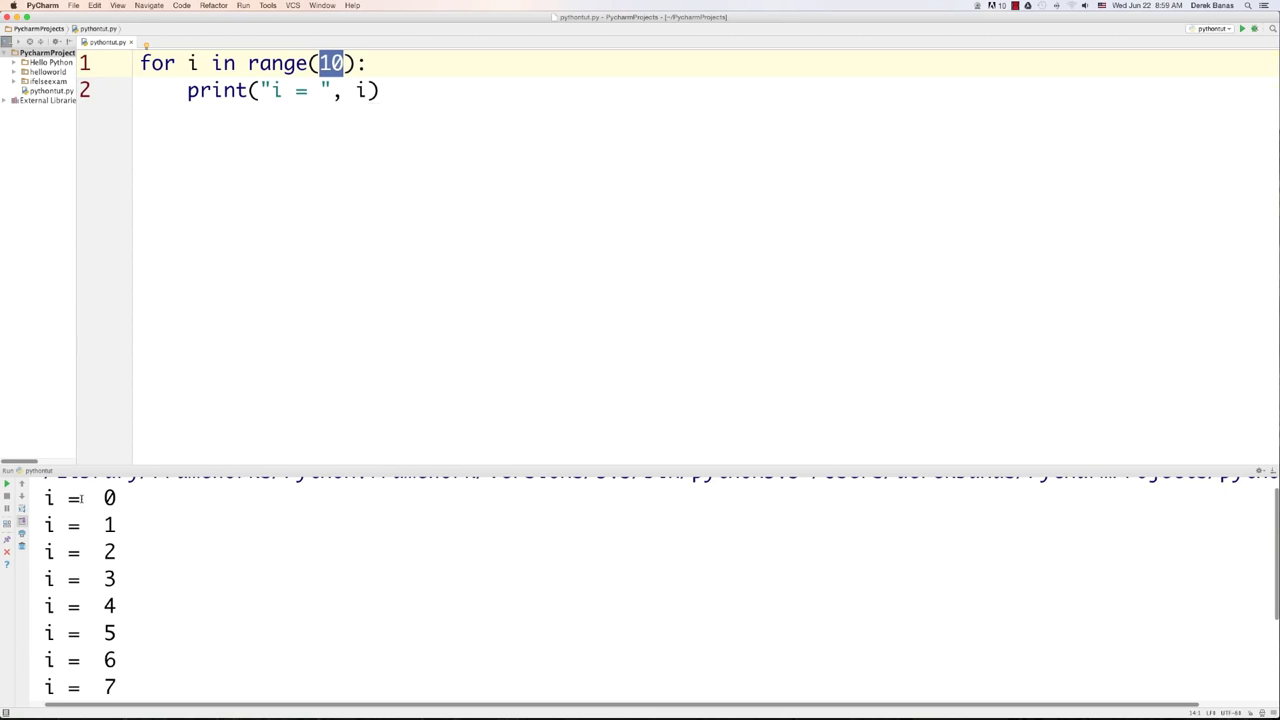 PyCharm File Edit View Navigate Code Refactor Run Tools VCS Window Help 10 Wed Jun 22 8:59 AM Derek Banas
pythontut.py - PycharmProjects - [~/PycharmProjects]
PycharmProjects pythontut.py pythontut
pythontut.py
PycharmProject
Hello Python
helloworld
ifelseexam
pythontut.py
External Librarie
1 for i in range(10):
2 print("i = ", i)
Run pythontut
i = 0
i = 1
i = 2
i = 3
i = 4
i = 5
i = 6
i = 7
14:1 LF UTF-8